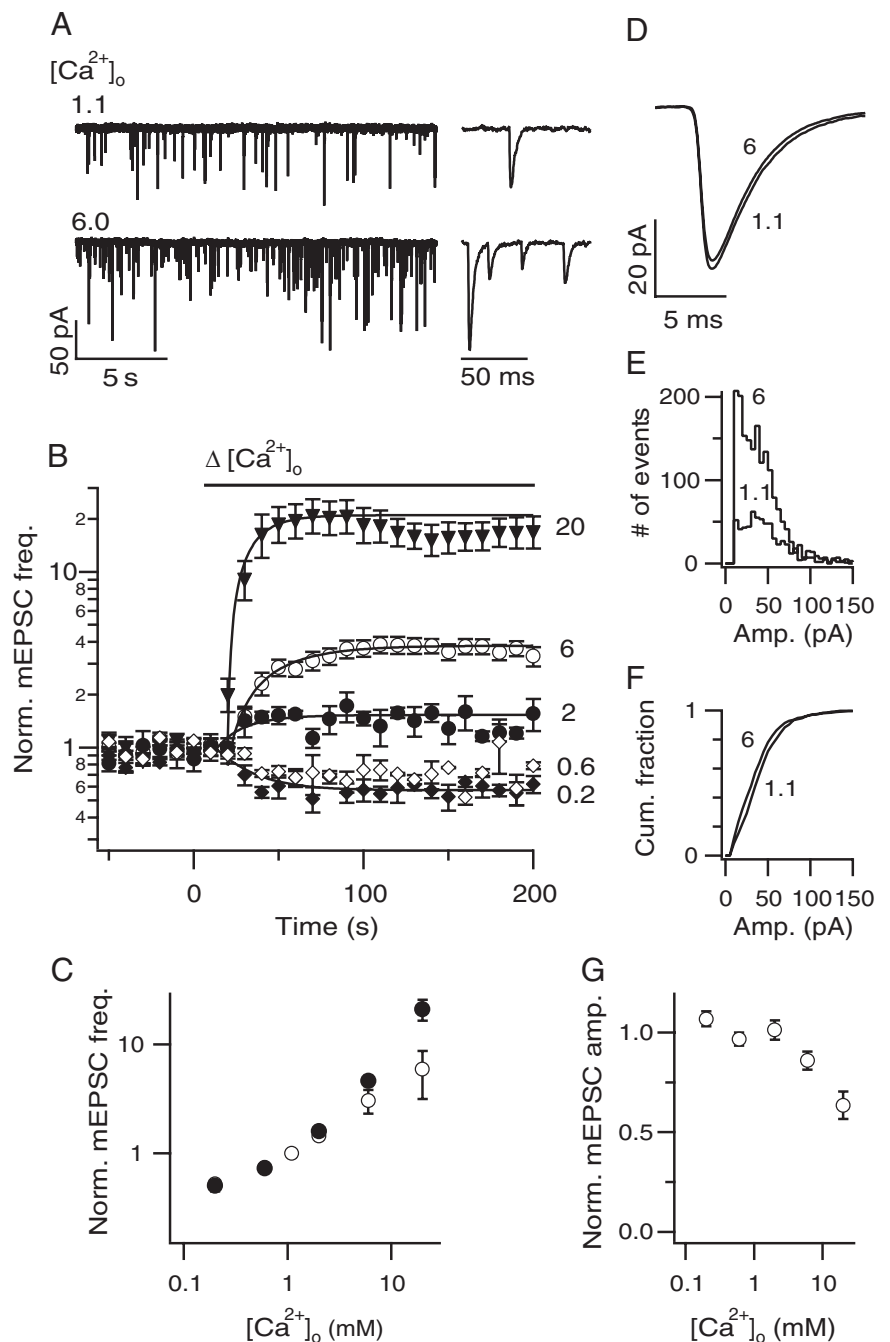 A
[Ca2+]o
1.1
6.0
50 pA
5 s
50 ms
B
Δ [Ca2+]o
Norm. mEPSC freq.
2
10
8
6
4
2
1
8
6
4
20
6
2
0.6
0.2
0
100
200
Time (s)
C
Norm. mEPSC freq.
10
1
0.1
1
10
[Ca2+]o (mM)
D
6
1.1
20 pA
5 ms
E
# of events
200
100
0
6
1.1
0
50
100
150
Amp. (pA)
F
Cum. fraction
1
0
6
1.1
0
50
100
150
Amp. (pA)
G
Norm. mEPSC amp.
1.0
0.5
0.0
0.1
1
10
[Ca2+]o (mM)